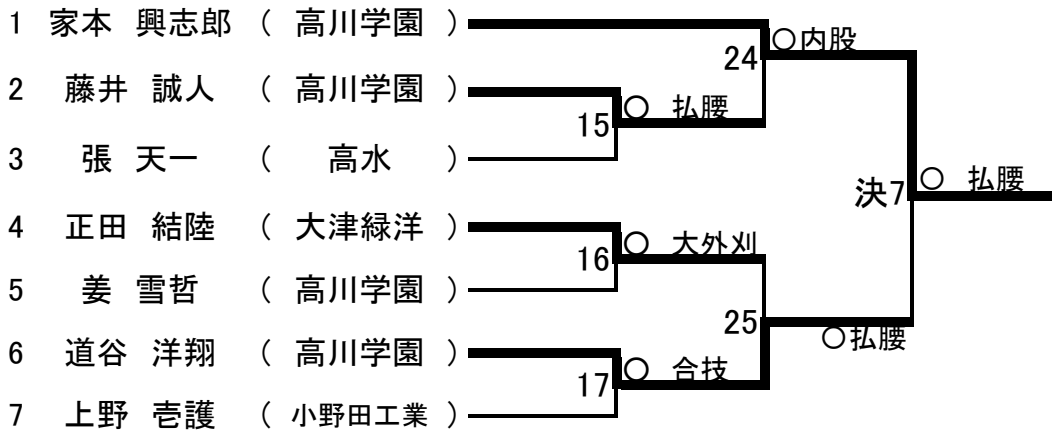 1 家本 興志郎 ( 高川学園 )
24 ○内股
2 藤井 誠人 ( 高川学園 )
15 ○ 払腰
3 張 天一 ( 高水 )
決7 ○ 払腰
4 正田 結陸 ( 大津緑洋 )
16 ○ 大外刈
5 姜 雪哲 ( 高川学園 )
25 ○払腰
6 道谷 洋翔 ( 高川学園 )
17 ○ 合技
7 上野 壱護 ( 小野田工業 )